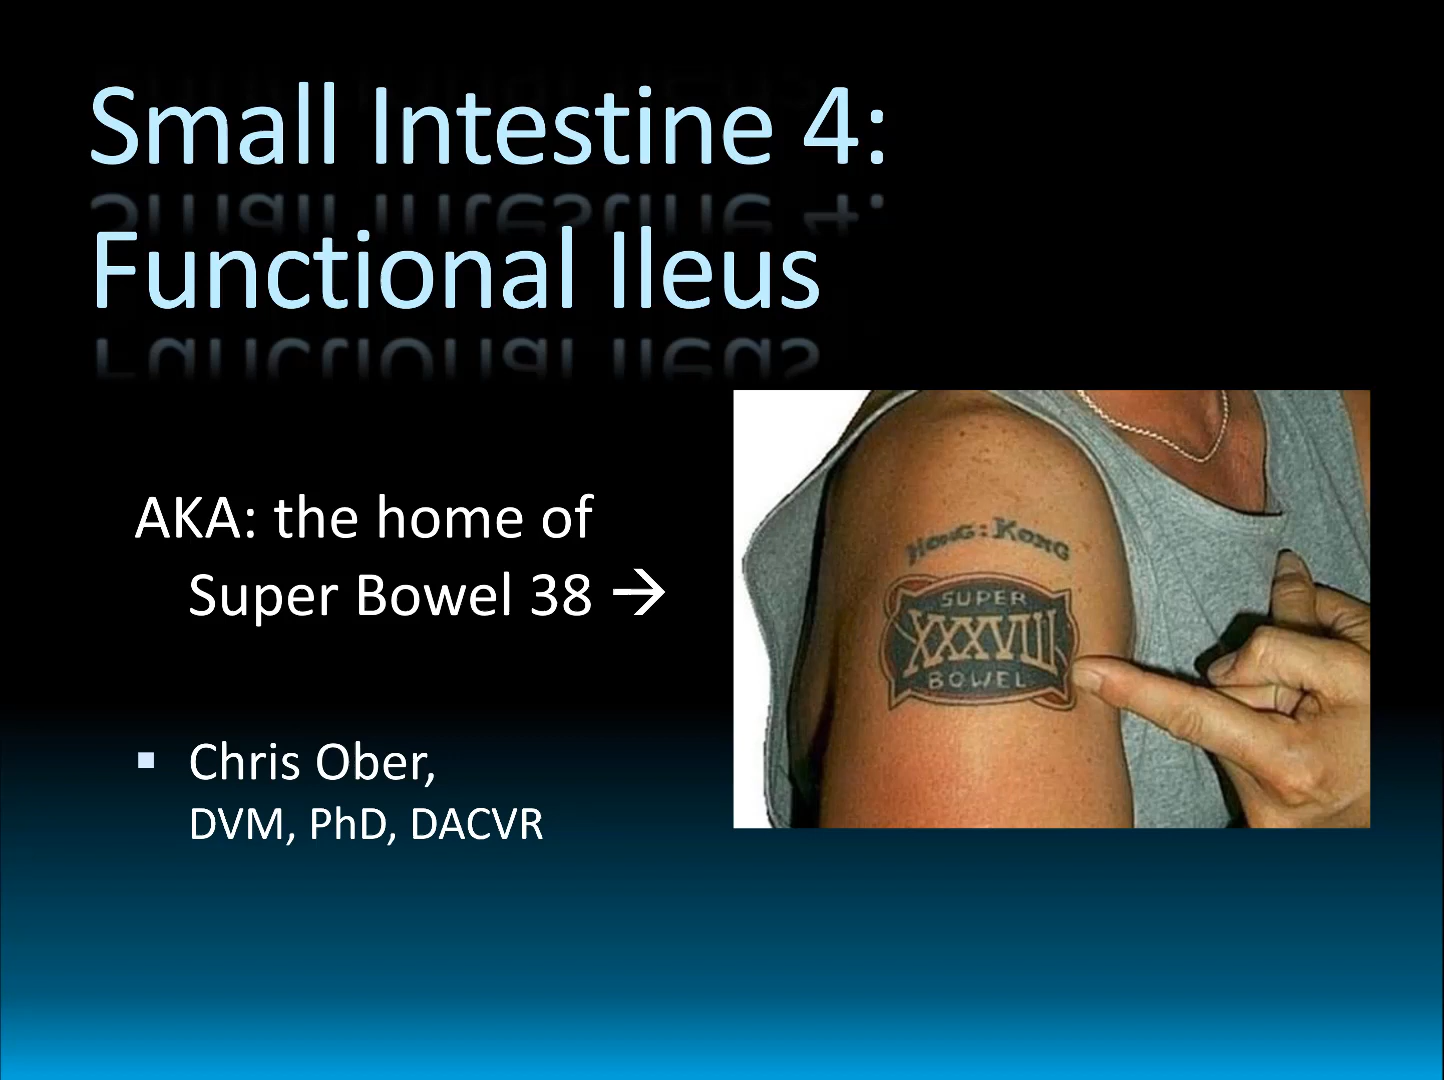 Small Intestine 4:
Functional Ileus
AKA: the home of
Super Bowel 38 →
▪ Chris Ober,
DVM, PhD, DACVR
HONG:KONG
SUPER
XXXVIII
BOWEL